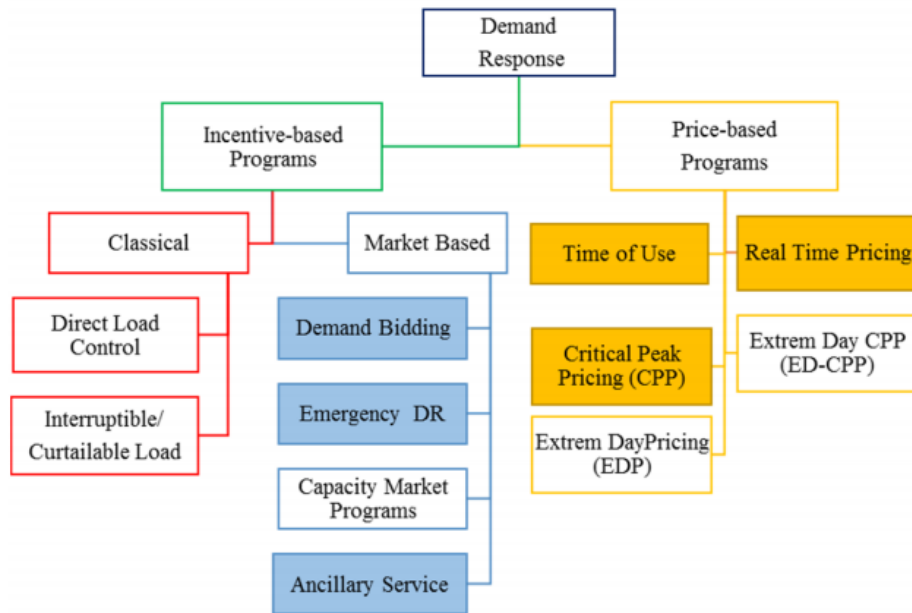 Demand
Response
Incentive-based
Programs
Price-based
Programs
Classical
Market Based
Time of Use
Real Time Pricing
Direct Load
Control
Demand Bidding
Critical Peak
Pricing (CPP)
Extrem Day CPP
(ED-CPP)
Interruptible/
Curtailable Load
Emergency DR
Extrem DayPricing
(EDP)
Capacity Market
Programs
Ancillary Service